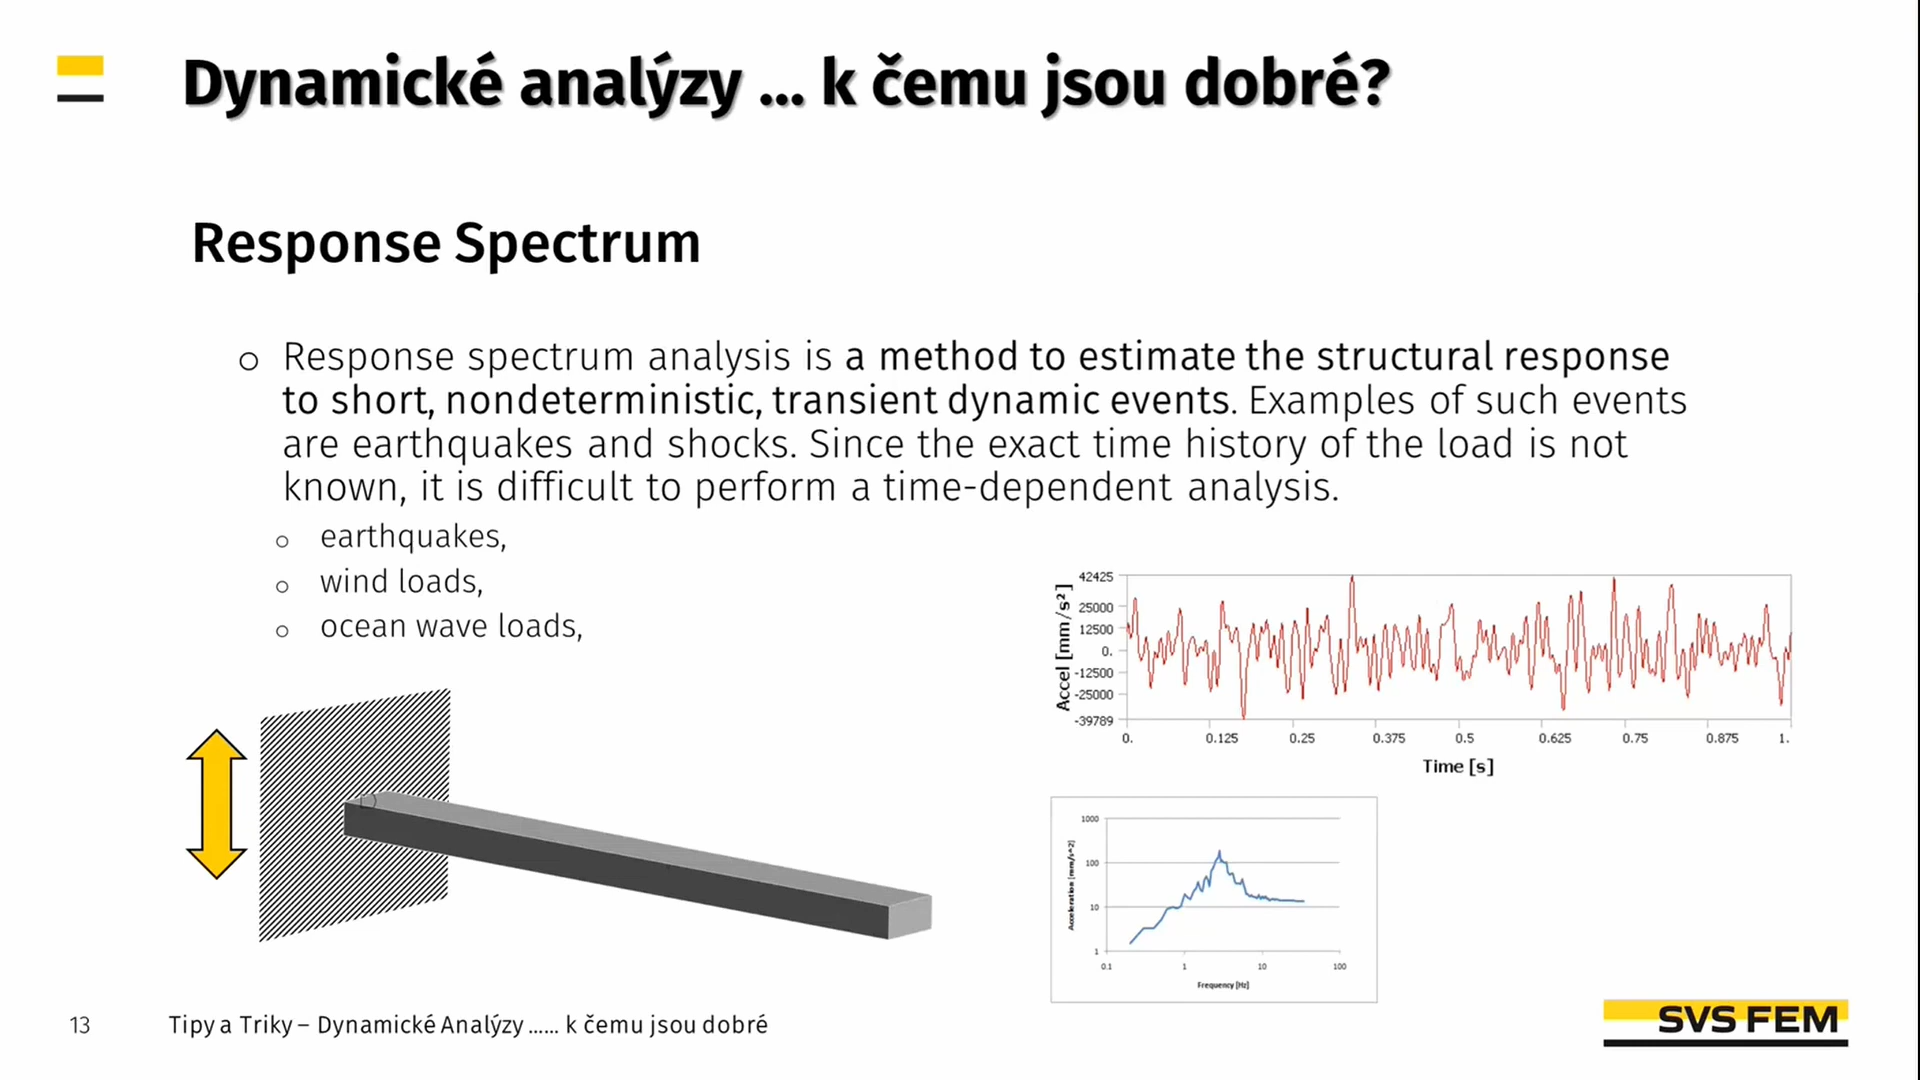 Dynamické analýzy ... k čemu jsou dobré?
Response Spectrum
o Response spectrum analysis is a method to estimate the structural response
to short, nondeterministic, transient dynamic events. Examples of such events
are earthquakes and shocks. Since the exact time history of the load is not
known, it is difficult to perform a time-dependent analysis.
o earthquakes,
o wind loads,
o ocean wave loads,
Accel [mm/s²]
42425
25000
12500
0.
-12500
-25000
-39789
0. 0.125 0.25 0.375 0.5 0.625 0.75 0.875 1.
Time [s]
Acceleration [mm/s^2]
1000
100
10
1
0.1 1 10 100
Frequency [Hz]
13 Tipy a Triky – Dynamické Analýzy ...... k čemu jsou dobré
SVS FEM